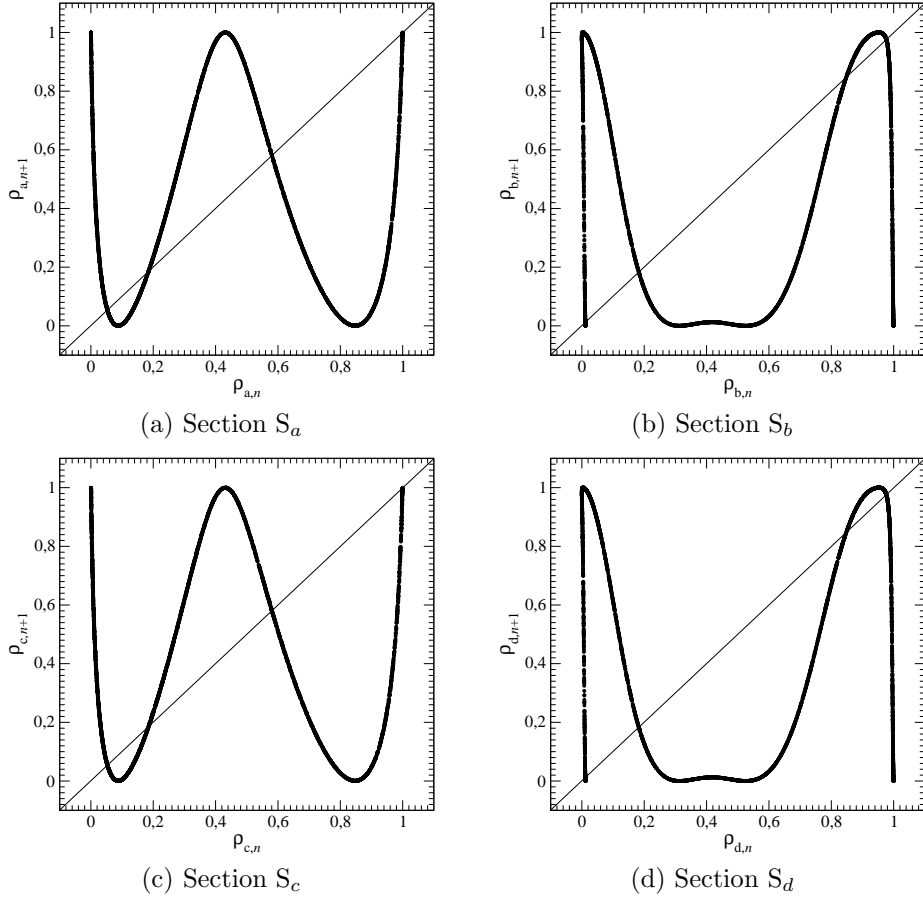 1
0,8
0,6
0,4
0,2
0
ρa,n+1
0 0,2 0,4 0,6 0,8 1
ρa,n
(a) Section Sa
1
0,8
0,6
0,4
0,2
0
ρb,n+1
0 0,2 0,4 0,6 0,8 1
ρb,n
(b) Section Sb
1
0,8
0,6
0,4
0,2
0
ρc,n+1
0 0,2 0,4 0,6 0,8 1
ρc,n
(c) Section Sc
1
0,8
0,6
0,4
0,2
0
ρd,n+1
0 0,2 0,4 0,6 0,8 1
ρd,n
(d) Section Sd